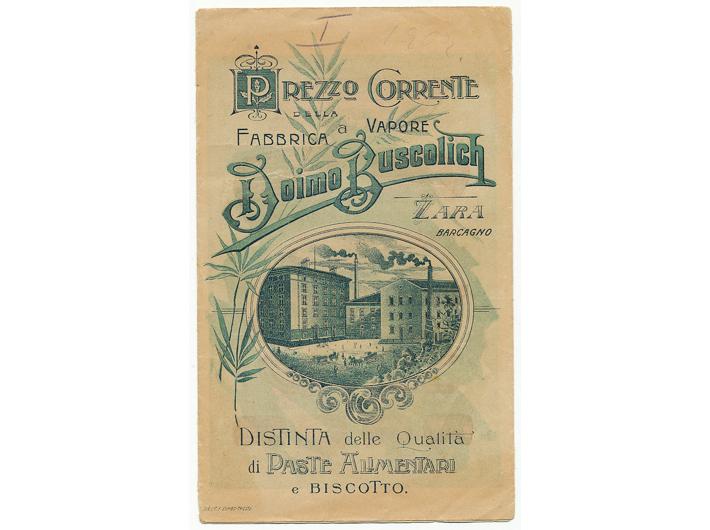 I
PREZZO CORRENTE
DELLA
FABBRICA a VAPORE
Doimo Buscolich
ZARA
BARCAGNO
DISTINTA delle Qualità
di PASTE ALIMENTARI
e BISCOTTO.